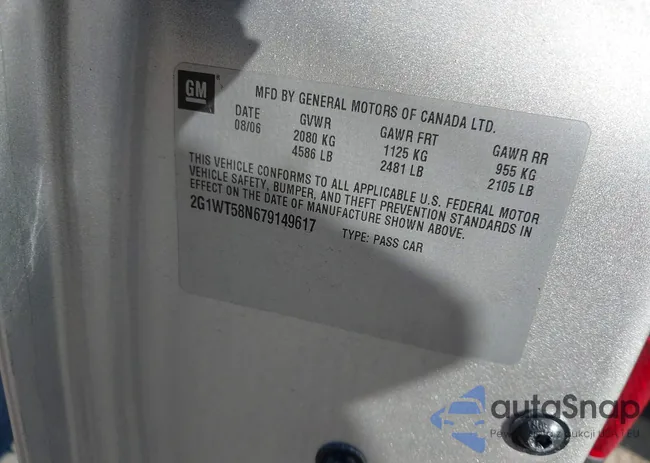 GM
MFD BY GENERAL MOTORS OF CANADA LTD.
DATE GVWR GAWR FRT GAWR RR
08/06 2080 KG 1125 KG 955 KG
4586 LB 2481 LB 2105 LB
THIS VEHICLE CONFORMS TO ALL APPLICABLE U.S. FEDERAL MOTOR
VEHICLE SAFETY, BUMPER, AND THEFT PREVENTION STANDARDS IN
EFFECT ON THE DATE OF MANUFACTURE SHOWN ABOVE.
2G1WT58N679149617 TYPE: PASS CAR
autoSnap